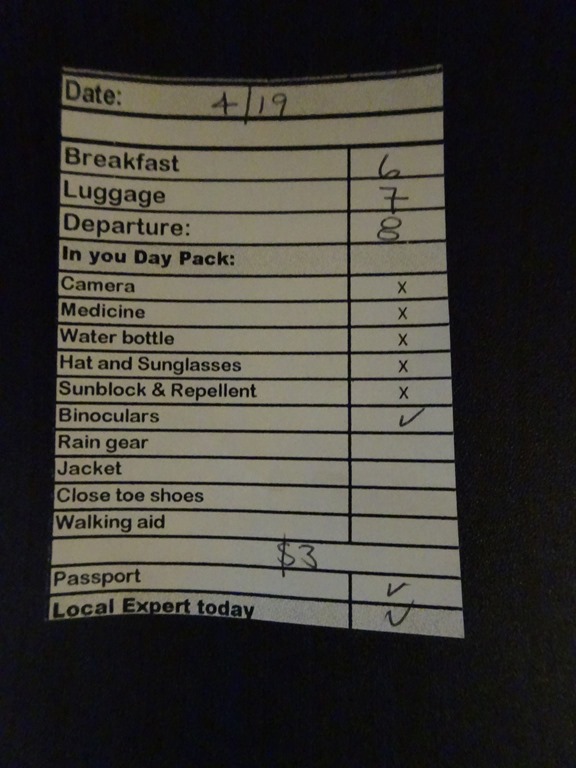 Date: 4/19
Breakfast 6
Luggage 7
Departure: 8
In you Day Pack:
Camera x
Medicine x
Water bottle x
Hat and Sunglasses x
Sunblock & Repellent x
Binoculars ✓
Rain gear
Jacket
Close toe shoes
Walking aid
$3
Passport ✓
Local Expert today ✓